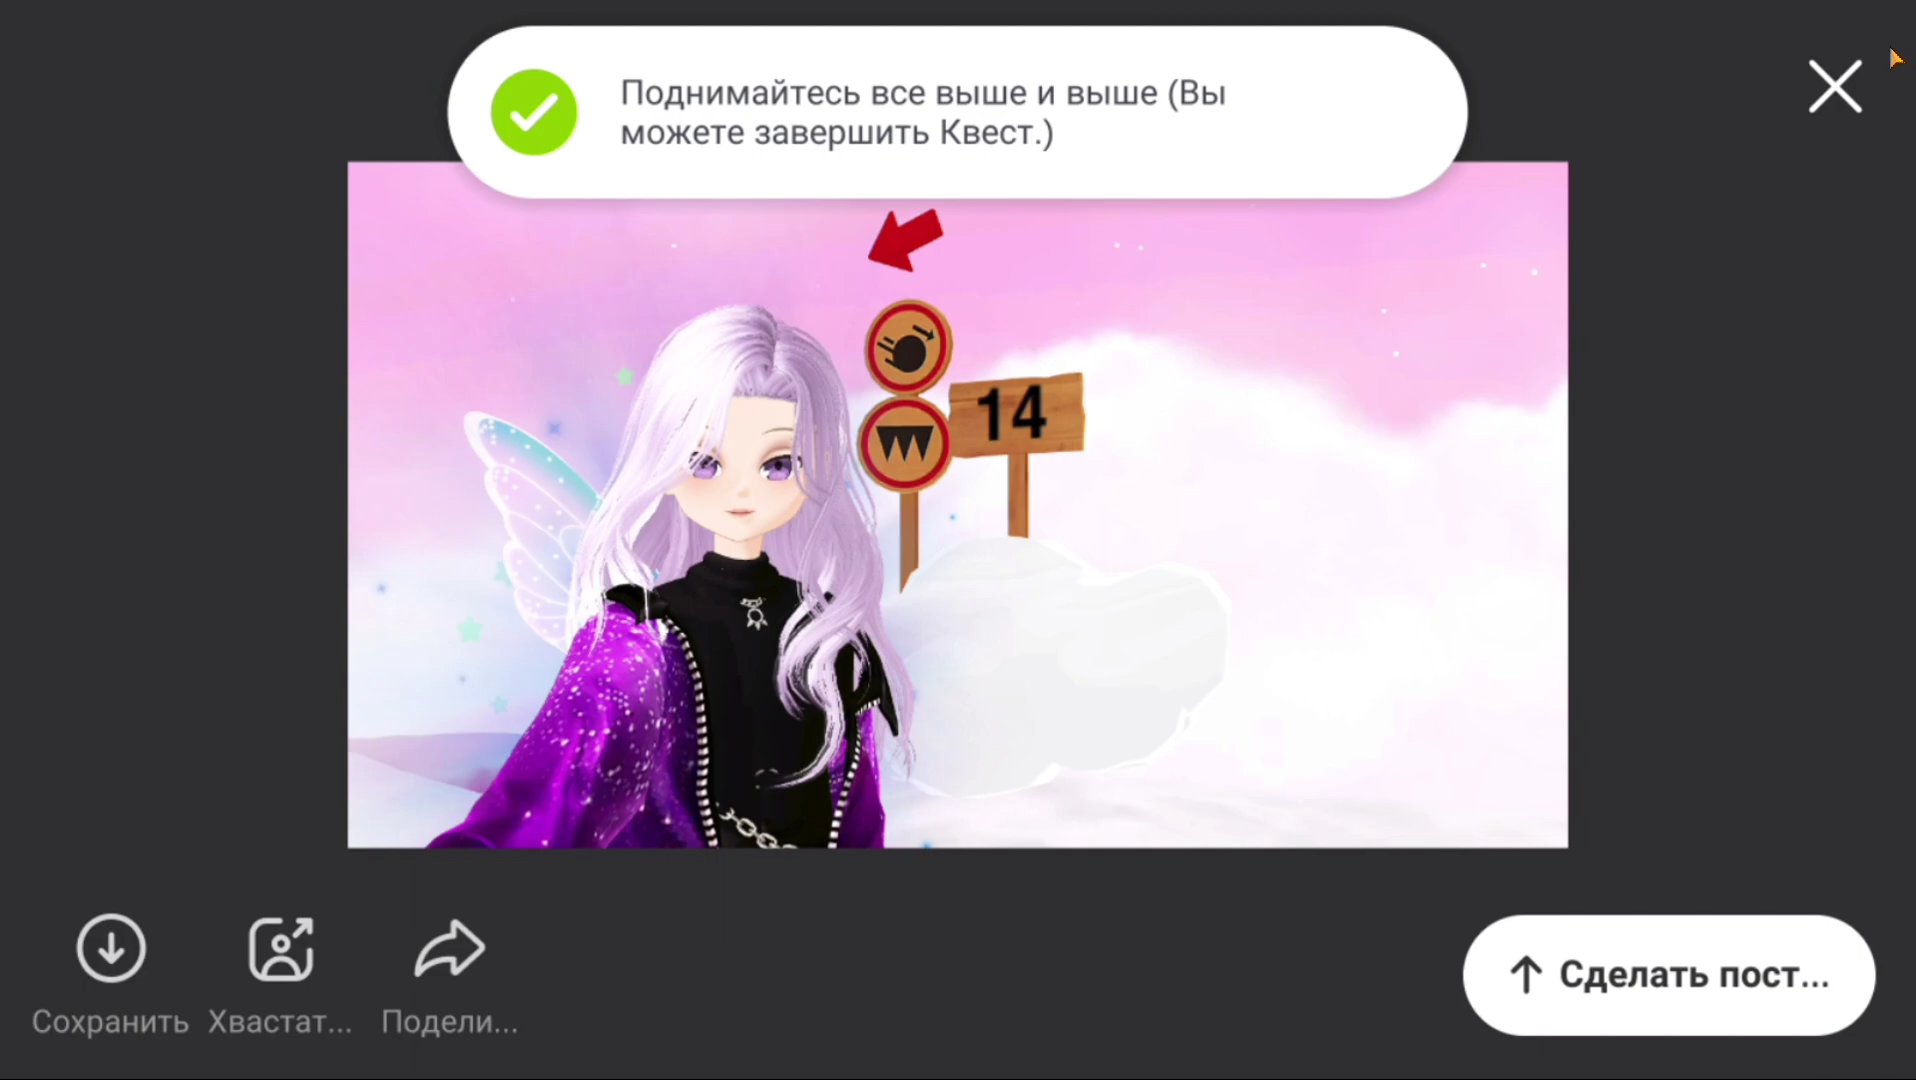 Поднимайтесь все выше и выше (Вы
можете завершить Квест.)
14
Сохранить
Хвастат...
Подели...
Сделать пост...